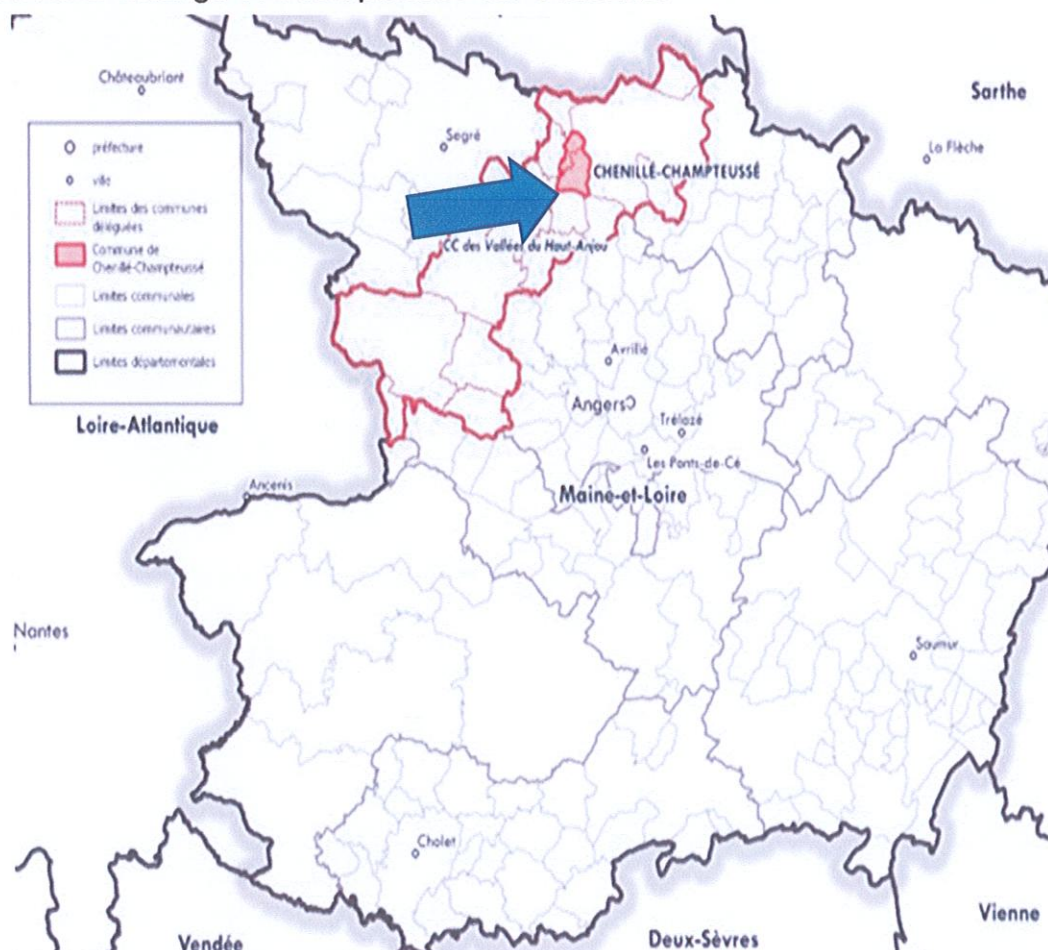 Châteaubriant
Sarthe
Segré
La Flèche
préfecture
ville
Limites des communes
déléguées
Commune de
Chenillé-Champteussé
Limites communales
Limites communautaires
Limites départementales
CHENILLÉ-CHAMPTEUSSÉ
CC des Vallées du Haut-Anjou
Avrillé
Angers
Trélazé
Les Ponts-de-Cé
Loire-Atlantique
Ancenis
Maine-et-Loire
Nantes
Saumur
Cholet
Vienne
Vendée
Deux-Sèvres